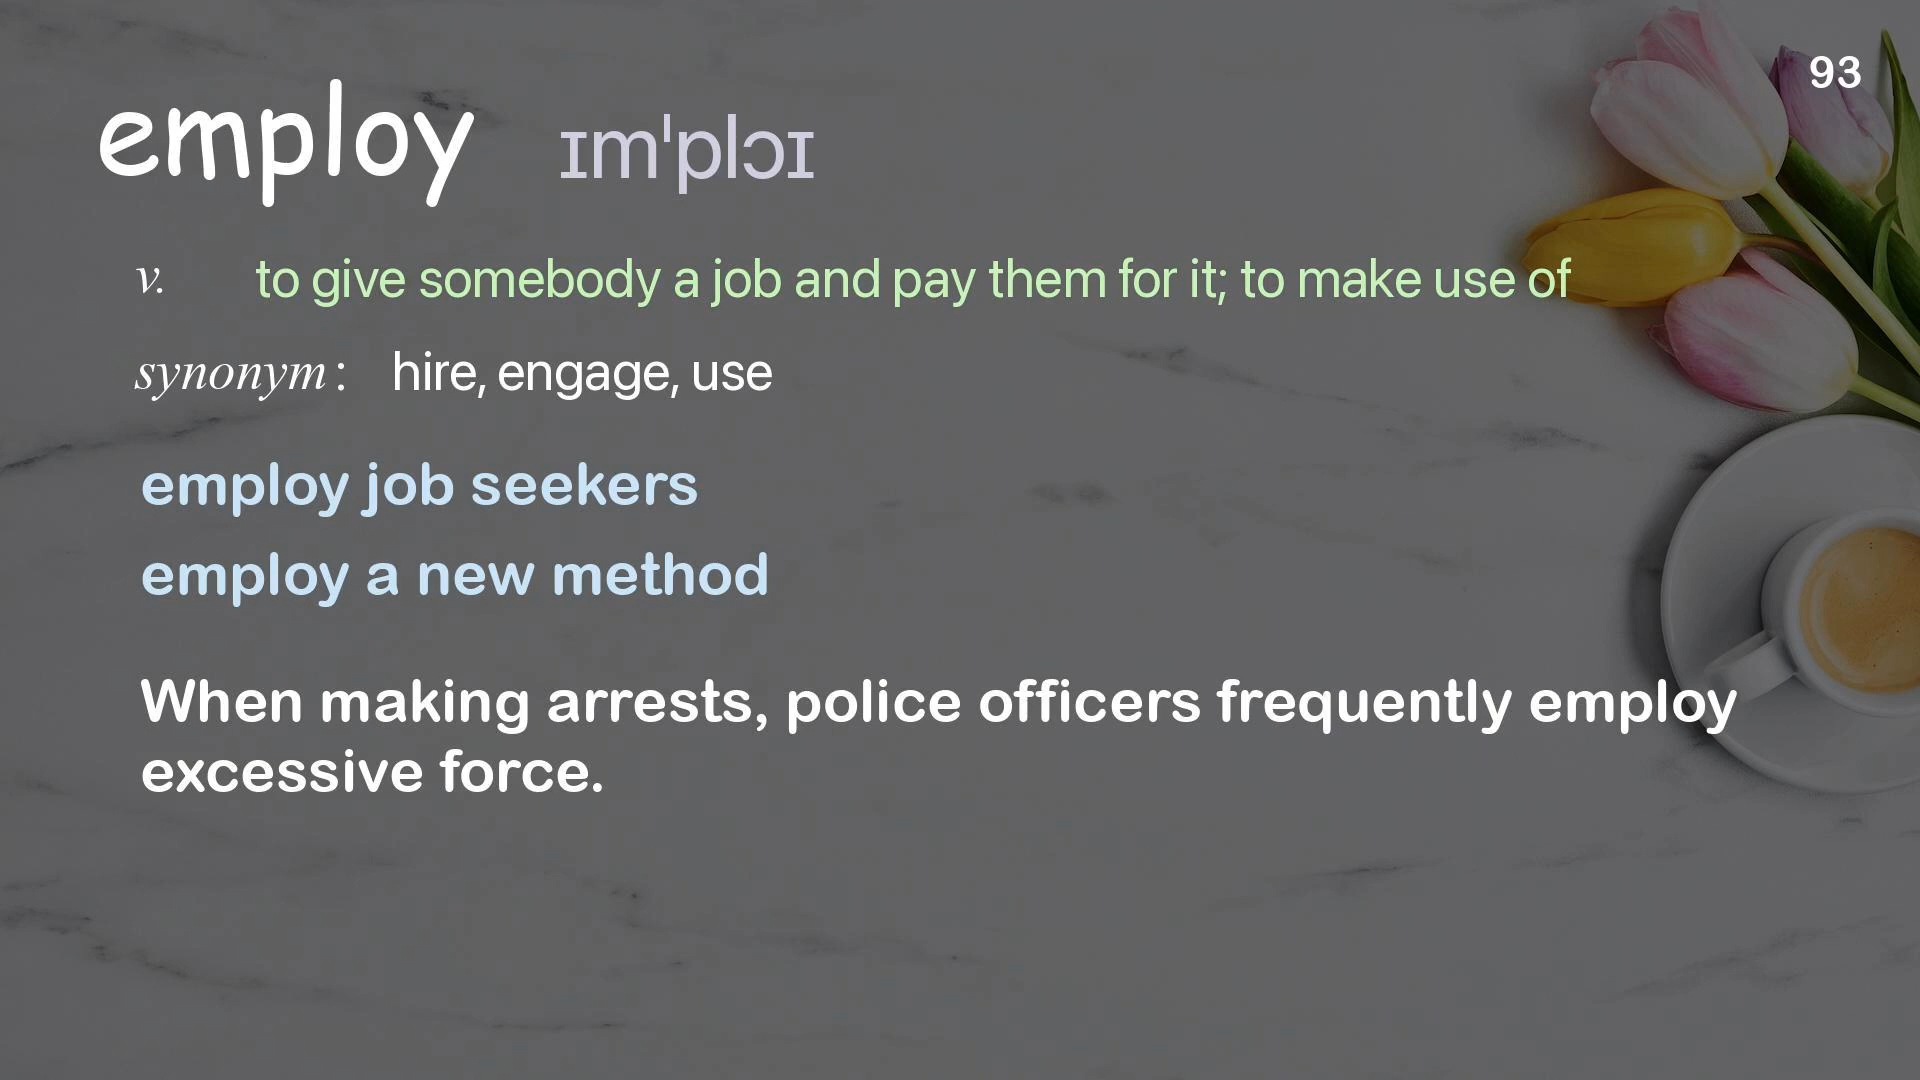 93
employ ɪmˈplɔɪ
v. to give somebody a job and pay them for it; to make use of
synonym : hire, engage, use
employ job seekers
employ a new method
When making arrests, police officers frequently employ
excessive force.